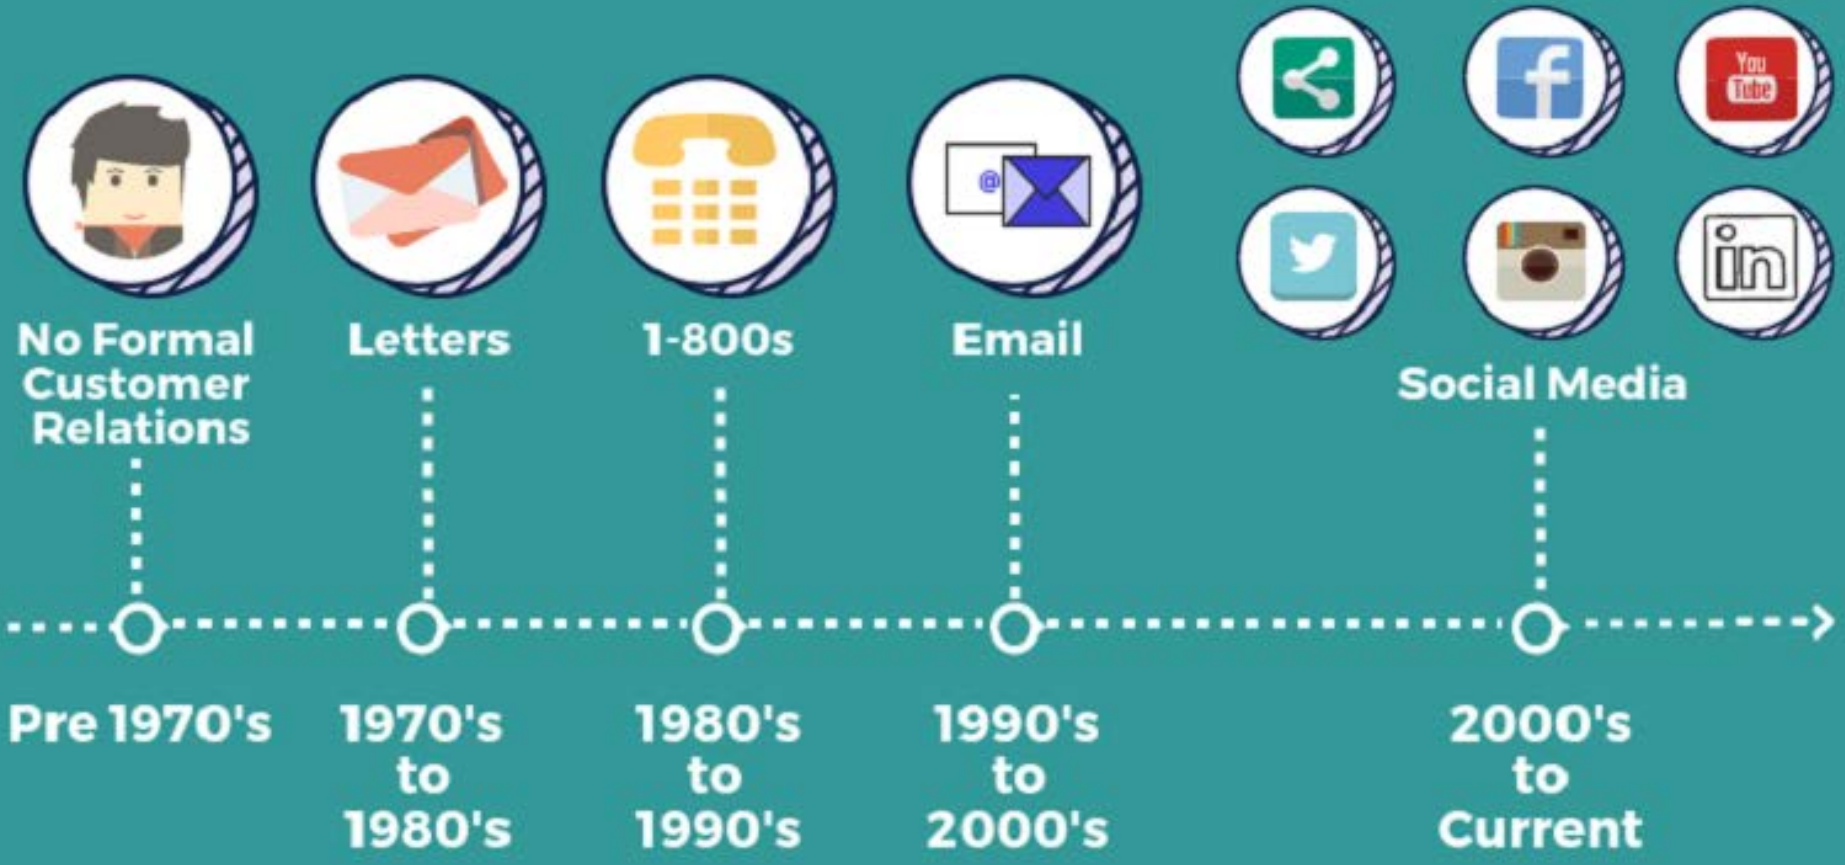 You
Tube
f
@
in
No Formal
Customer
Relations
Letters
1-800s
Email
Social Media
Pre 1970's
1970's
to
1980's
1980's
to
1990's
1990's
to
2000's
2000's
to
Current